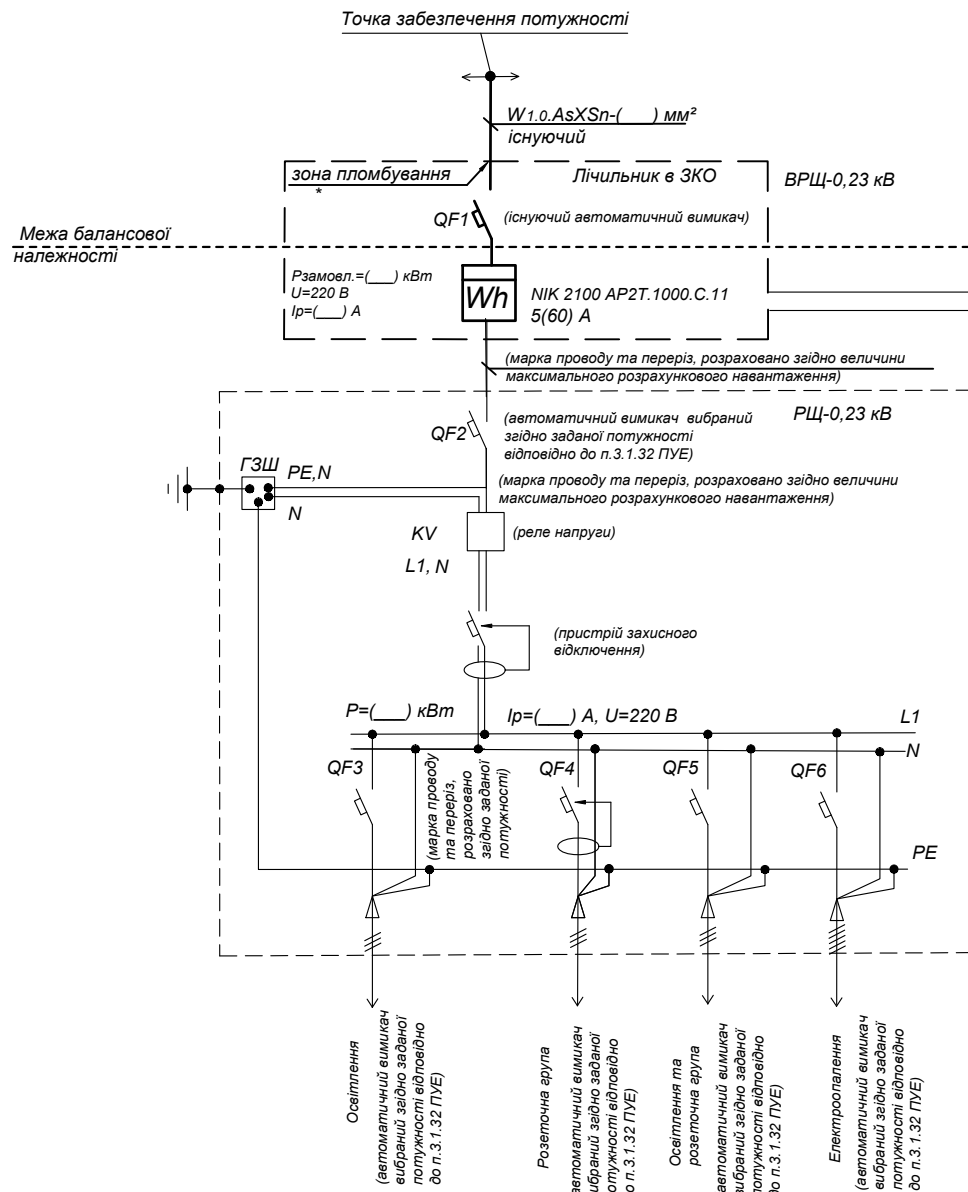 Точка забезпечення потужності
W1.0.AsXSn-(___) мм²
існуючий
зона пломбування
*
Лічильник в ЗКО
ВРЩ-0,23 кВ
QF1
(існуючий автоматичний вимикач)
Межа балансової
належності
Рзамовл.=(___) кВт
U=220 В
Ір=(___) А
Wh
NIK 2100 AP2T.1000.C.11
5(60) А
(марка проводу та переріз, розраховано згідно величини
максимального розрахункового навантаження)
РЩ-0,23 кВ
QF2
(автоматичний вимикач вибраний
згідно заданої потужності
відповідно до п.3.1.32 ПУЕ)
ГЗШ
PE,N
N
(марка проводу та переріз, розраховано згідно величини
максимального розрахункового навантаження)
KV
(реле напруги)
L1, N
(пристрій захисного
відключення)
P=(___) кВт
Ір=(___) А, U=220 В
L1
N
QF3
(марка проводу
та переріз,
розраховано
згідно заданої
потужності)
QF4
QF5
QF6
PE
Освітлення
(автоматичний вимикач
вибраний згідно заданої
потужності відповідно
до п.3.1.32 ПУЕ)
Розеточна група
автоматичний вимикач
вибраний згідно заданої
потужності відповідно
до п.3.1.32 ПУЕ)
Освітлення та
розеточна група
автоматичний вимикач
вибраний згідно заданої
потужності відповідно
до п.3.1.32 ПУЕ)
Електроопалення
(автоматичний вимикач
вибраний згідно заданої
потужності відповідно
до п.3.1.32 ПУЕ)